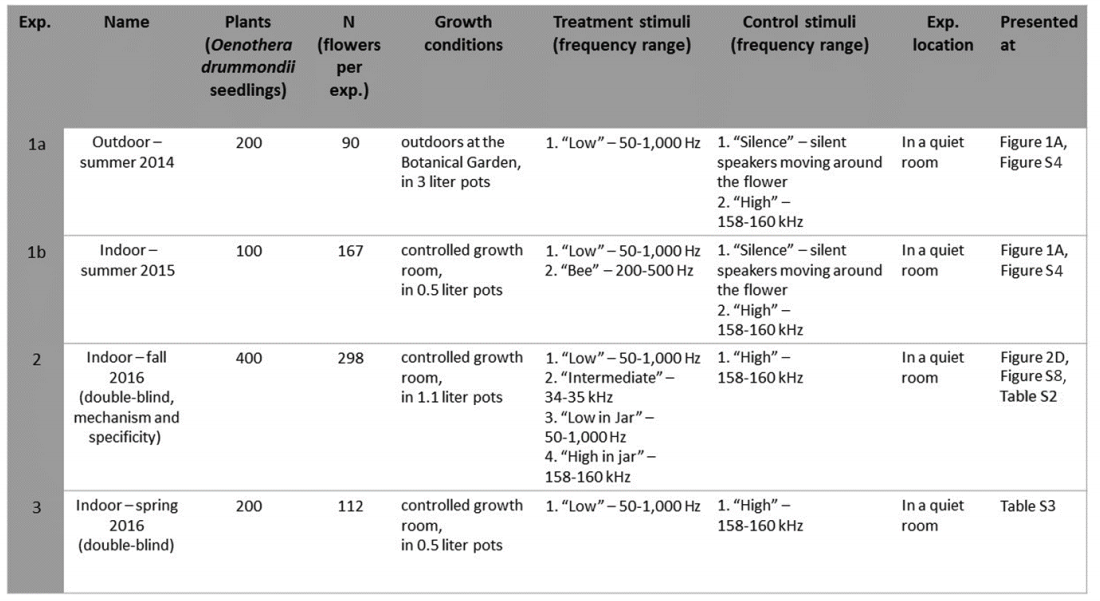 Exp.
Name
Plants
(Oenothera
drummondii
seedlings)
N
(flowers
per
exp.)
Growth
conditions
Treatment stimuli
(frequency range)
Control stimuli
(frequency range)
Exp.
location
Presented
at
1a
Outdoor –
summer 2014
200
90
outdoors at the
Botanical Garden,
in 3 liter pots
1. “Low” – 50-1,000 Hz
1. “Silence” – silent
speakers moving around
the flower
2. “High” –
158-160 kHz
In a quiet
room
Figure 1A,
Figure S4
1b
Indoor –
summer 2015
100
167
controlled growth
room,
in 0.5 liter pots
1. “Low” – 50-1,000 Hz
2. “Bee” – 200-500 Hz
1. “Silence” – silent
speakers moving around
the flower
2. “High” –
158-160 kHz
In a quiet
room
Figure 1A,
Figure S4
2
Indoor – fall
2016
(double-blind,
mechanism and
specificity)
400
298
controlled growth
room,
in 1.1 liter pots
1. “Low” – 50-1,000 Hz
2. “Intermediate” –
34-35 kHz
3. “Low in Jar” –
50-1,000 Hz
4. “High in jar” –
158-160 kHz
1. “High” –
158-160 kHz
In a quiet
room
Figure 2D,
Figure S8,
Table S2
3
Indoor – spring
2016
(double-blind)
200
112
controlled growth
room,
in 0.5 liter pots
1. “Low” – 50-1,000 Hz
1. “High” –
158-160 kHz
In a quiet
room
Table S3